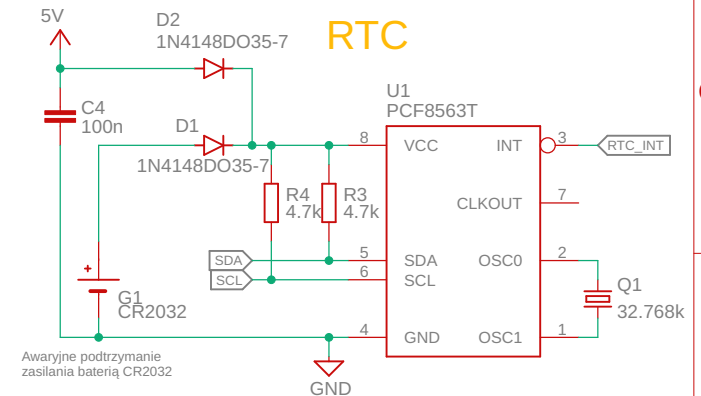 5V
D2
1N4148DO35-7
RTC
C4
100n
D1
1N4148DO35-7
U1
PCF8563T
8
VCC
INT
3
RTC_INT
R4
4.7k
R3
4.7k
CLKOUT
7
SDA
5
SDA
OSC0
2
SCL
6
SCL
Q1
32.768k
+
G1
CR2032
4
GND
OSC1
1
Awaryjne podtrzymanie
zasilania baterią CR2032
GND